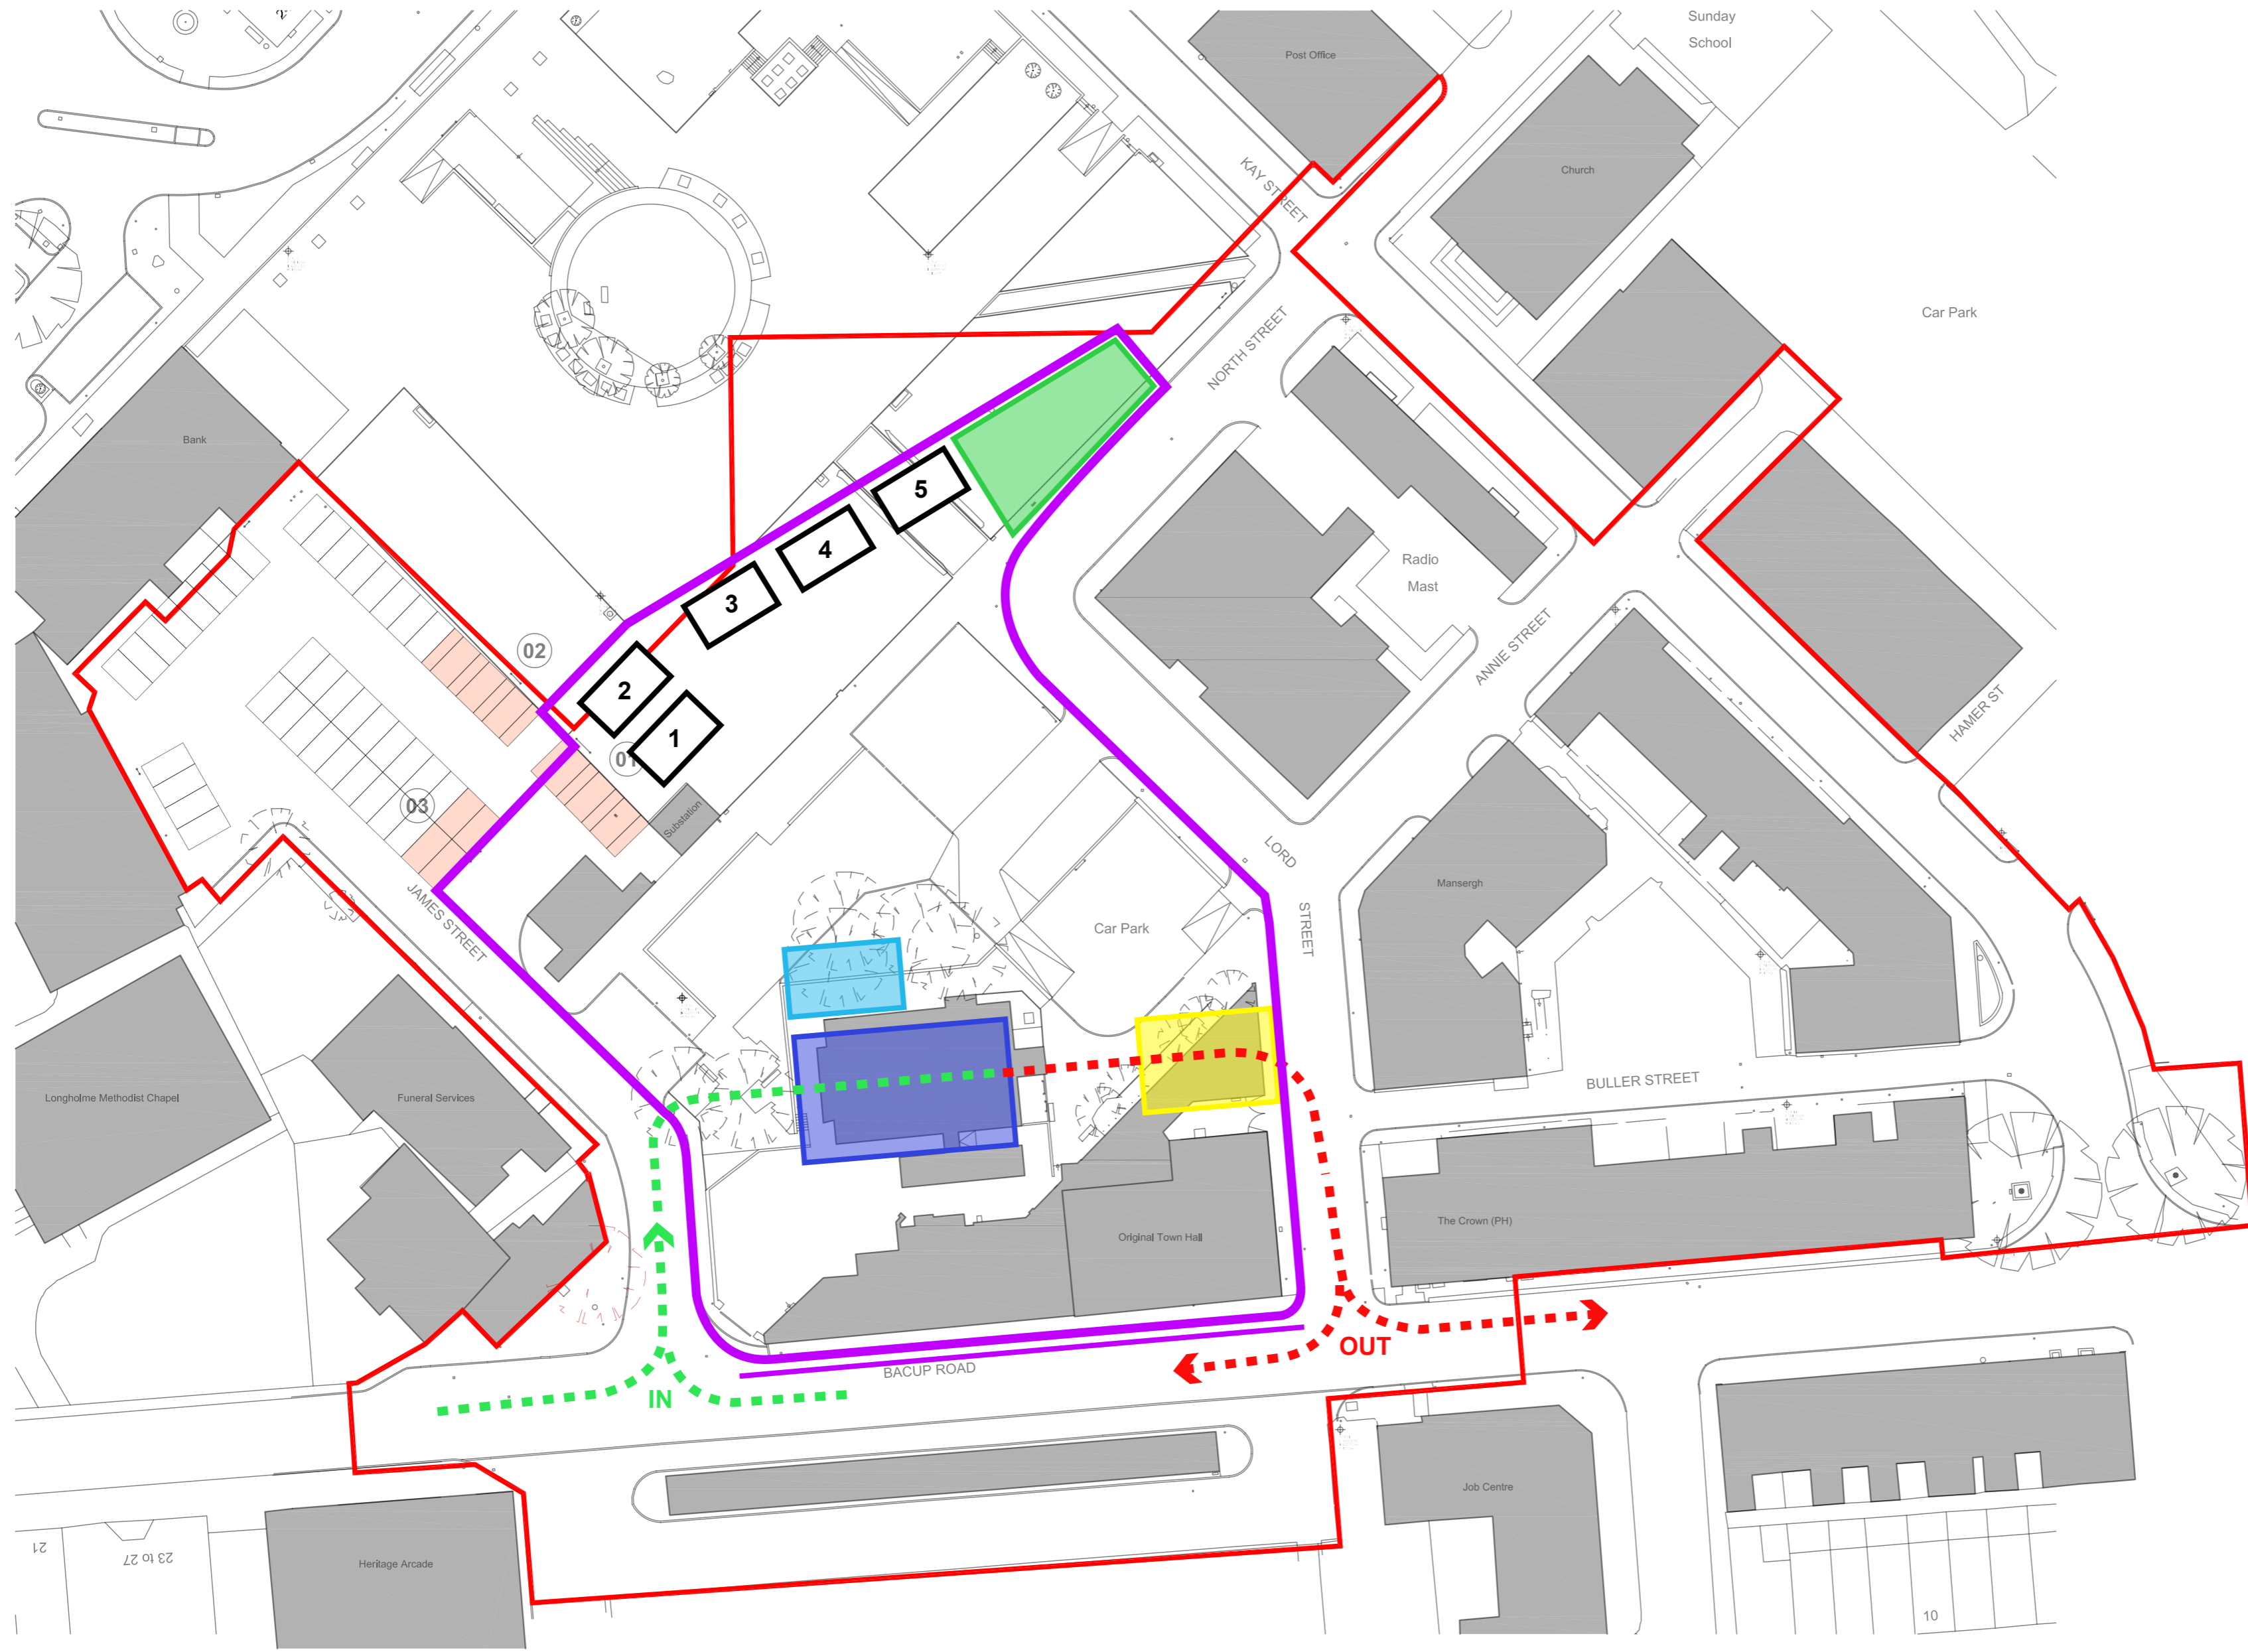 Sunday
School
Post Office
KAY STREET
Church
Car Park
NORTH STREET
Bank
5
4
3
2
1
02
01
03
Radio
Mast
ANNIE STREET
HAMER ST
Substation
LORD
STREET
Mansergh
JAMES STREET
Car Park
BULLER STREET
Longholme Methodist Chapel
Funeral Services
The Crown (PH)
Original Town Hall
OUT
BACUP ROAD
IN
Job Centre
21
23 to 27
Heritage Arcade
10